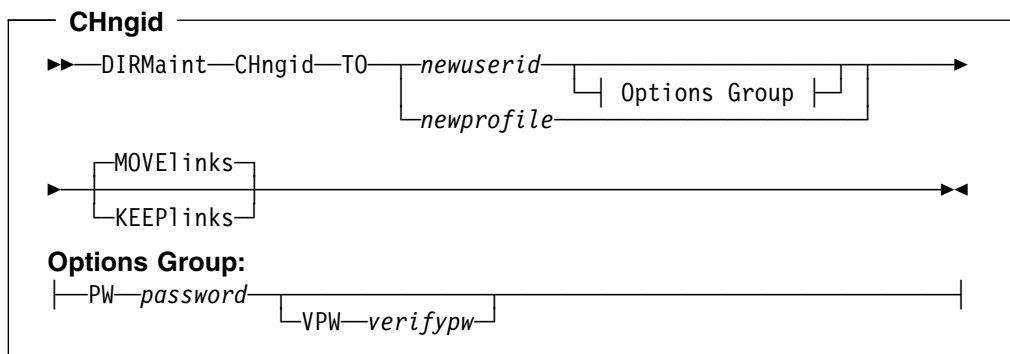 CHngid
DIRMaint CHngid TO newuserid
Options Group
newprofile
MOVElinks
KEEPlinks
Options Group:
PW password
VPW verifypw